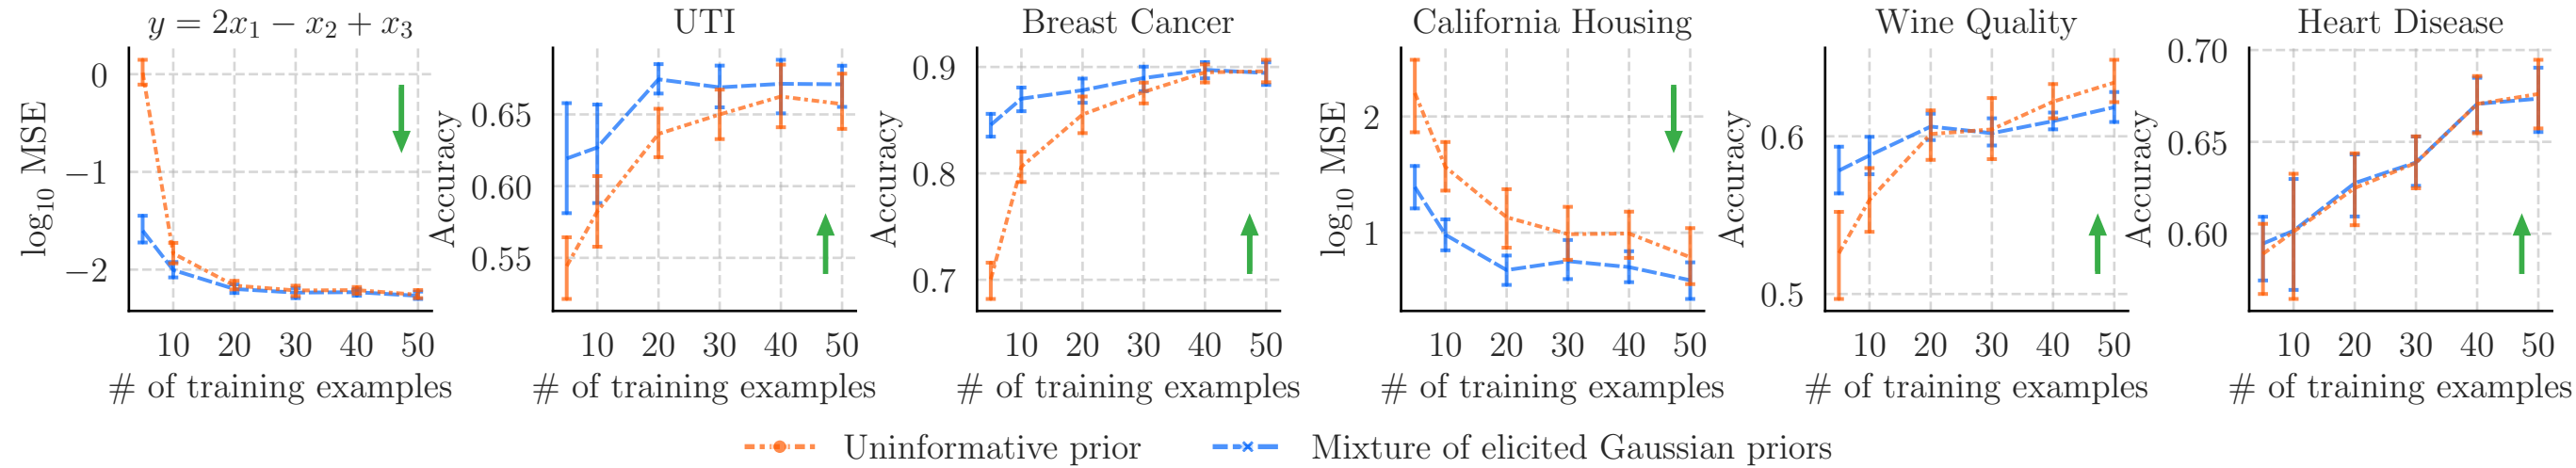 y = 2x₁ − x₂ + x₃
log₁₀ MSE
0
−1
−2
10 20 30 40 50
# of training examples
UTI
Accuracy
0.65
0.60
0.55
10 20 30 40 50
# of training examples
Breast Cancer
Accuracy
0.9
0.8
0.7
10 20 30 40 50
# of training examples
California Housing
log₁₀ MSE
2
1
10 20 30 40 50
# of training examples
Wine Quality
Accuracy
0.6
0.5
10 20 30 40 50
# of training examples
Heart Disease
Accuracy
0.70
0.65
0.60
10 20 30 40 50
# of training examples
Uninformative prior
Mixture of elicited Gaussian priors